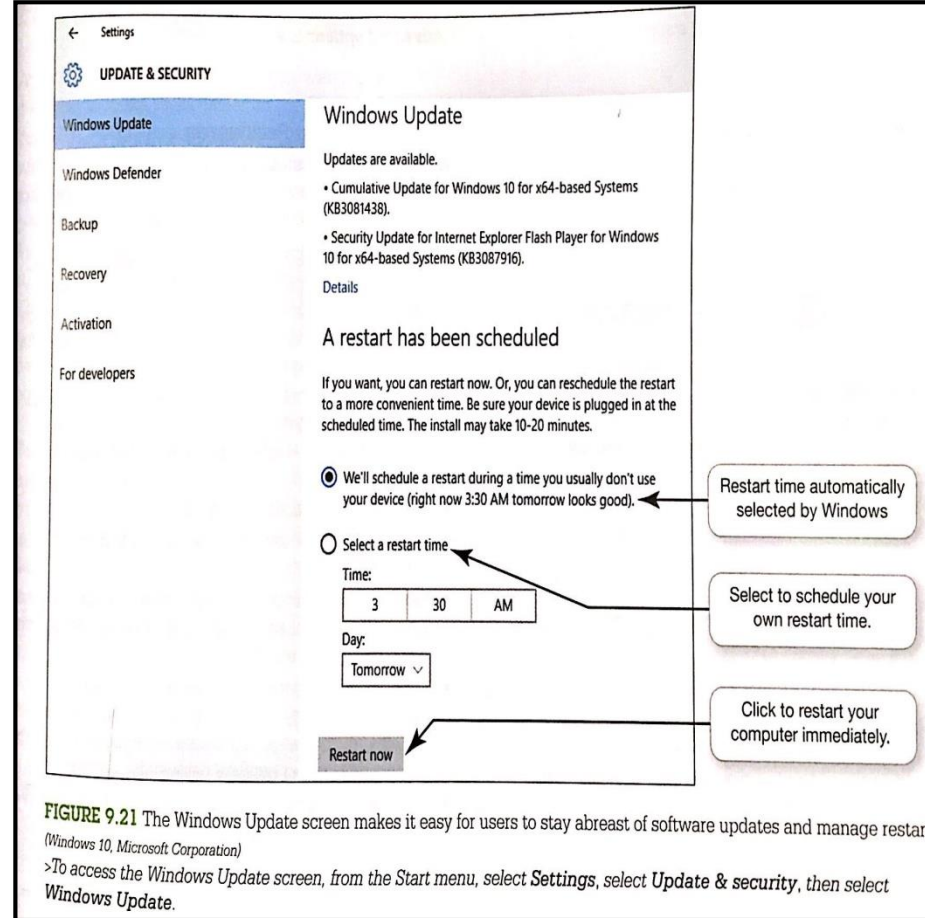 ← Settings
UPDATE & SECURITY
Windows Update
Windows Defender
Backup
Recovery
Activation
For developers
Windows Update
Updates are available.
• Cumulative Update for Windows 10 for x64-based Systems
(KB3081438).
• Security Update for Internet Explorer Flash Player for Windows
10 for x64-based Systems (KB3087916).
Details
A restart has been scheduled
If you want, you can restart now. Or, you can reschedule the restart
to a more convenient time. Be sure your device is plugged in at the
scheduled time. The install may take 10-20 minutes.
We'll schedule a restart during a time you usually don't use
your device (right now 3:30 AM tomorrow looks good).
Select a restart time
Time:
3 30 AM
Day:
Tomorrow
Restart now
Restart time automatically
selected by Windows
Select to schedule your
own restart time.
Click to restart your
computer immediately.
FIGURE 9.21 The Windows Update screen makes it easy for users to stay abreast of software updates and manage restar
(Windows 10, Microsoft Corporation)
>To access the Windows Update screen, from the Start menu, select Settings, select Update & security, then select
Windows Update.